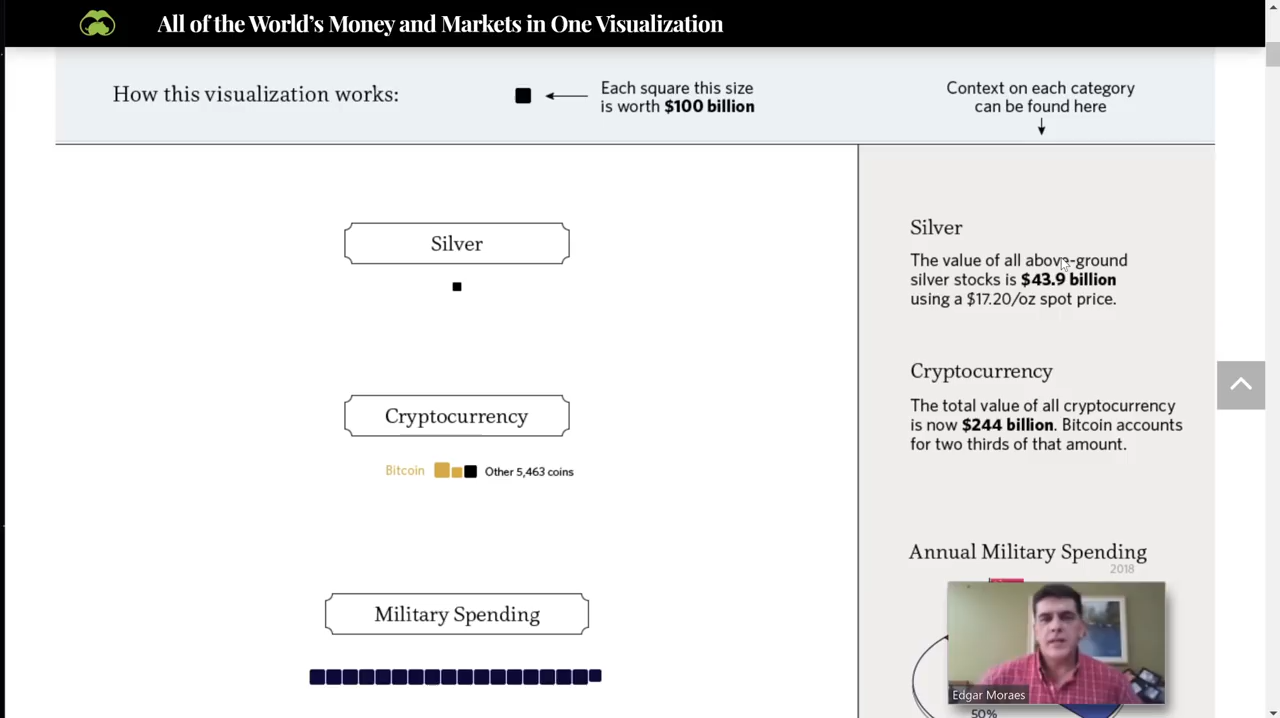 All of the World's Money and Markets in One Visualization
How this visualization works:
Each square this size
is worth $100 billion
Context on each category
can be found here
Silver
Silver
The value of all above-ground
silver stocks is $43.9 billion
using a $17.20/oz spot price.
Cryptocurrency
Bitcoin
Other 5,463 coins
Cryptocurrency
The total value of all cryptocurrency
is now $244 billion. Bitcoin accounts
for two thirds of that amount.
Military Spending
Annual Military Spending
2018
Edgar Moraes
50%